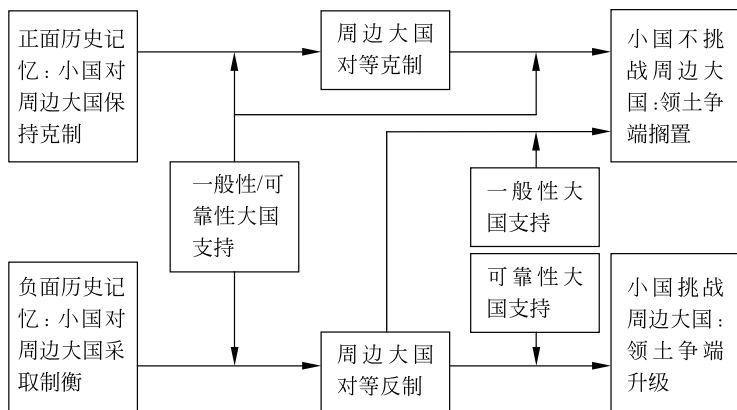 正面历史记
忆:小国对
周边大国保
持克制
周边大国
对等克制
小国不挑
战周边大
国:领土争
端搁置
一般性/可
靠性大国
支持
一般性大
国支持
可靠性大
国支持
负面历史记
忆:小国对
周边大国采
取制衡
周边大国
对等反制
小国挑战
周边大国:
领土争端
升级